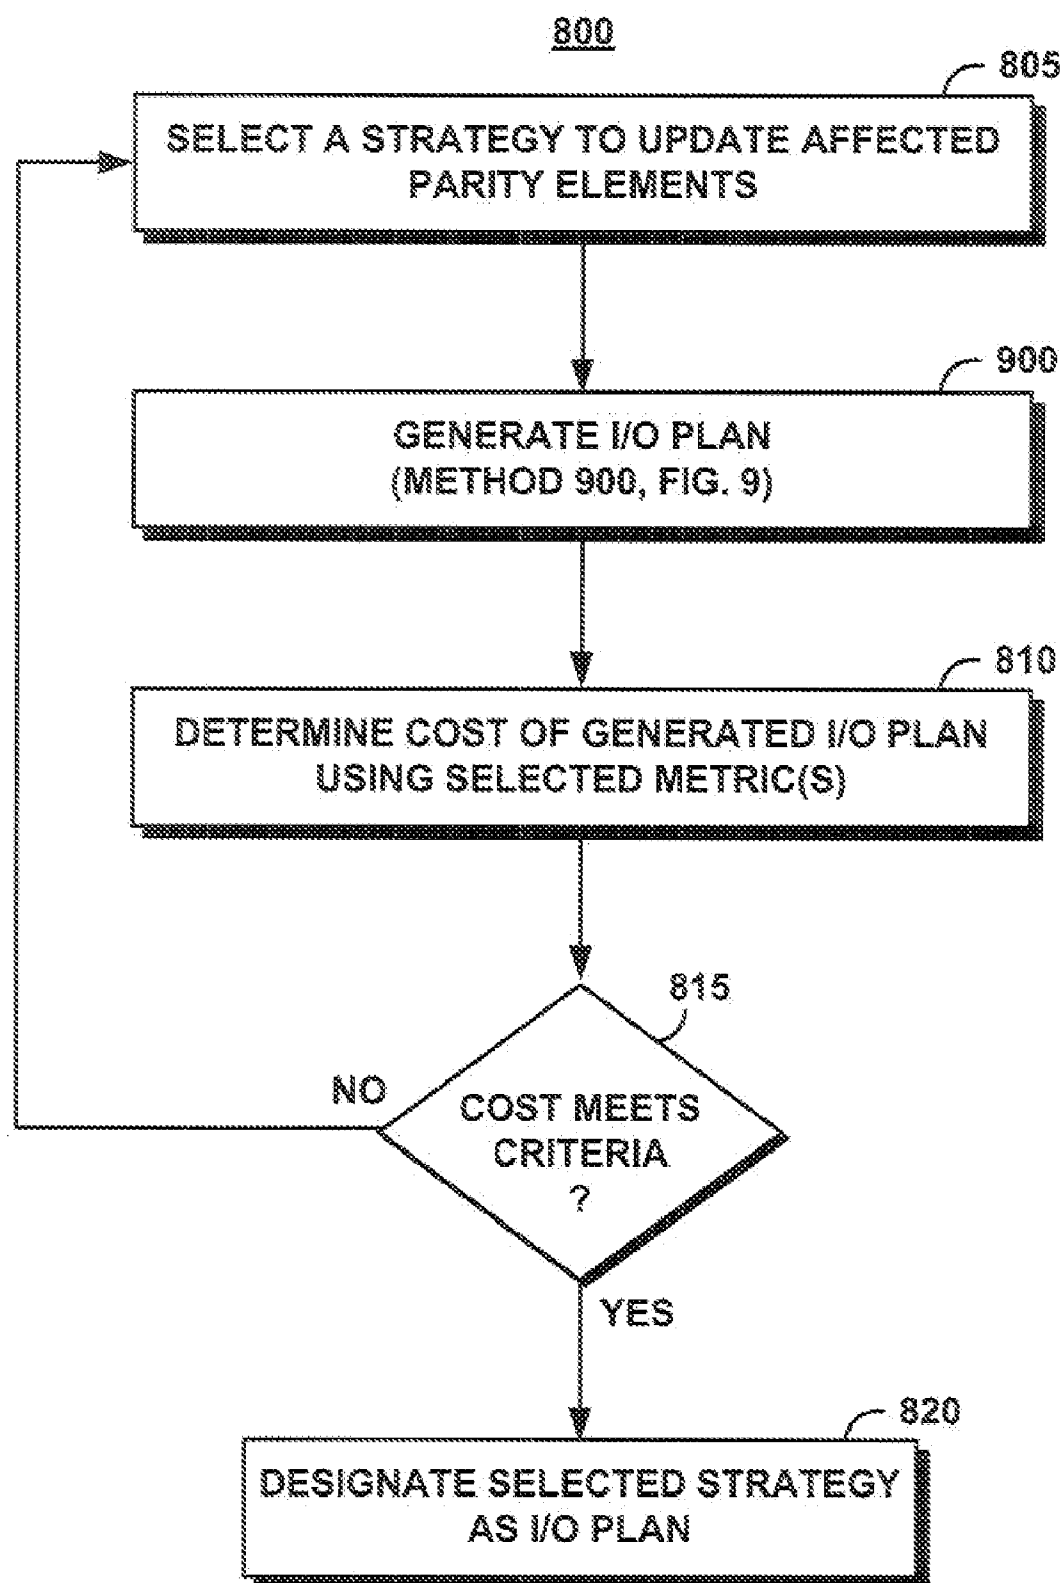 800
805
SELECT A STRATEGY TO UPDATE AFFECTED
PARITY ELEMENTS
900
GENERATE I/O PLAN
(METHOD 900, FIG. 9)
810
DETERMINE COST OF GENERATED I/O PLAN
USING SELECTED METRIC(S)
815
NO
COST MEETS
CRITERIA
?
YES
820
DESIGNATE SELECTED STRATEGY
AS I/O PLAN